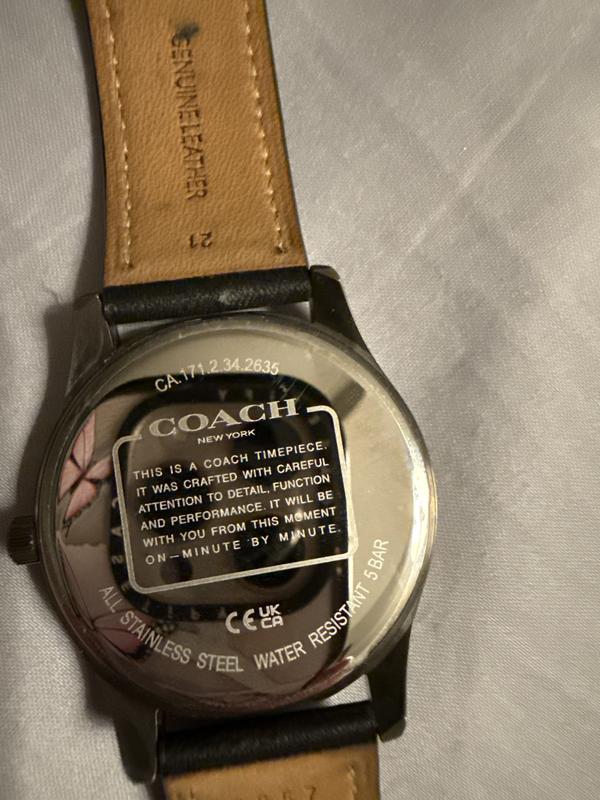 GENUINE LEATHER 21
CA.171.2.34.2635
COACH
NEW YORK
THIS IS A COACH TIMEPIECE.
IT WAS CRAFTED WITH CAREFUL
ATTENTION TO DETAIL, FUNCTION
AND PERFORMANCE. IT WILL BE
WITH YOU FROM THIS MOMENT
ON—MINUTE BY MINUTE.
CE UK
CA
ALL STAINLESS STEEL WATER RESISTANT 5 BAR